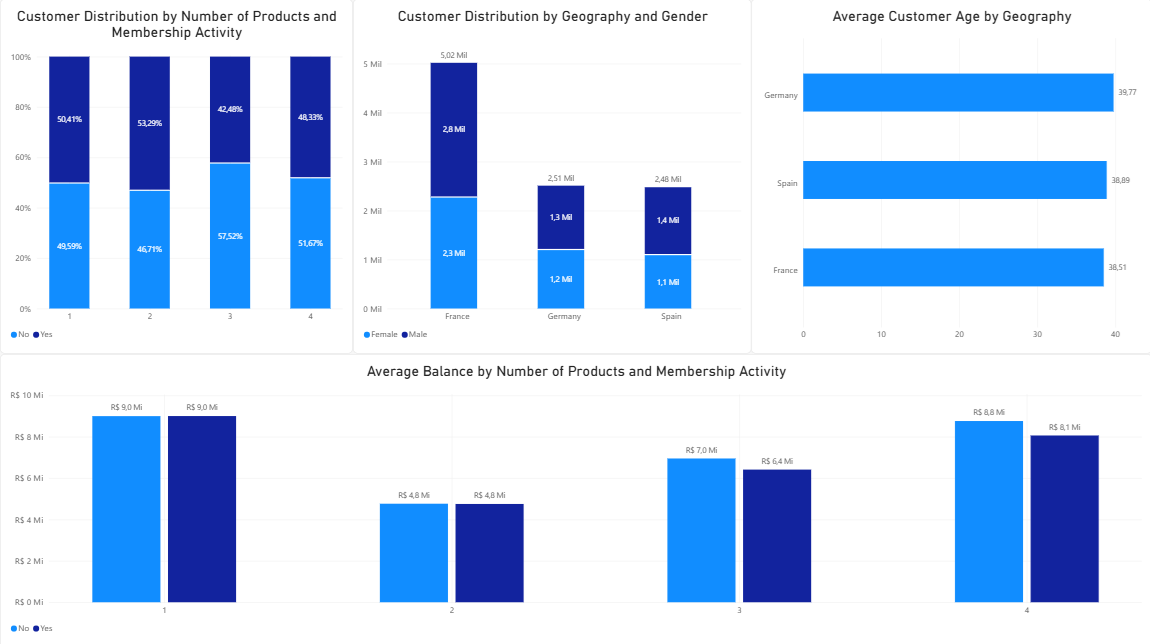 Customer Distribution by Number of Products and
Membership Activity
100%
80%
60%
40%
20%
0%
50,41%
53,29%
42,48%
48,33%
49,59%
46,71%
57,52%
51,67%
1
2
3
4
No Yes
Customer Distribution by Geography and Gender
5 Mil
4 Mil
3 Mil
2 Mil
1 Mil
0 Mil
5,02 Mil
2,8 Mil
2,3 Mil
2,51 Mil
1,3 Mil
1,2 Mil
2,48 Mil
1,4 Mil
1,1 Mil
France
Germany
Spain
Female Male
Average Customer Age by Geography
Germany
39,77
Spain
38,89
France
38,51
0
10
20
30
40
Average Balance by Number of Products and Membership Activity
R$ 10 Mi
R$ 8 Mi
R$ 6 Mi
R$ 4 Mi
R$ 2 Mi
R$ 0 Mi
R$ 9,0 Mi
R$ 9,0 Mi
R$ 4,8 Mi
R$ 4,8 Mi
R$ 7,0 Mi
R$ 6,4 Mi
R$ 8,8 Mi
R$ 8,1 Mi
1
2
3
4
No Yes